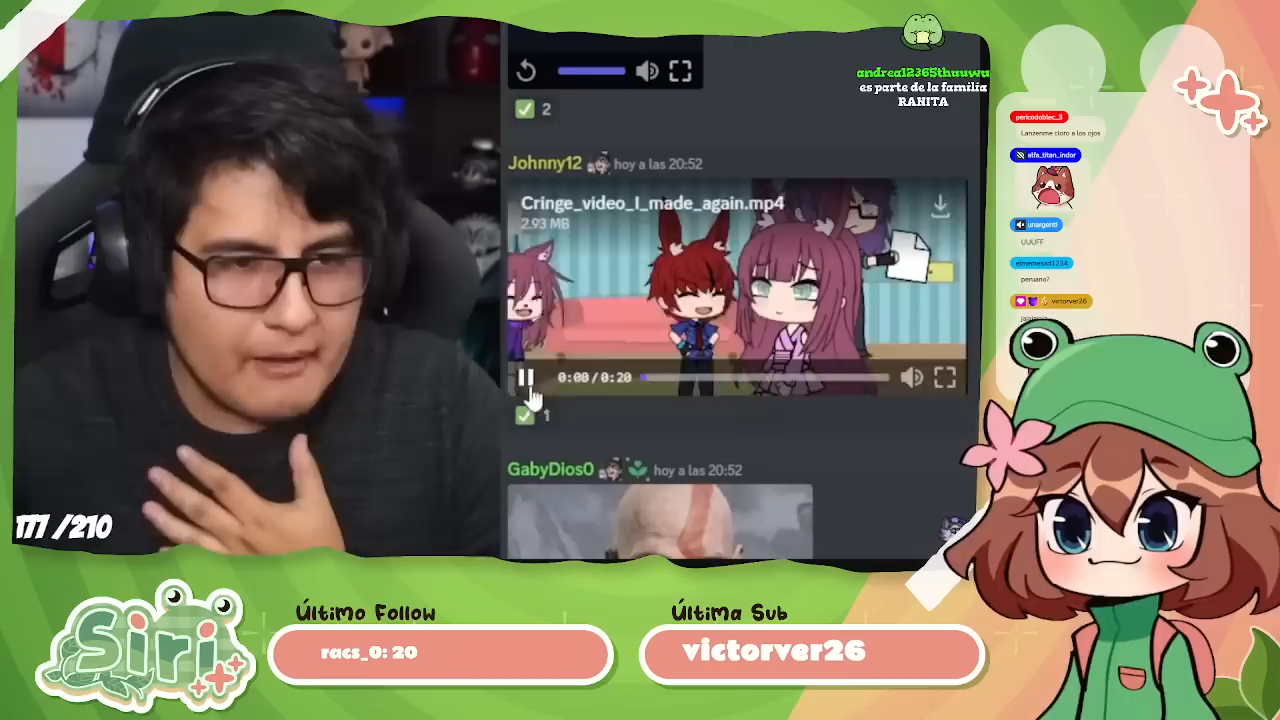 andrea12365thuuwu
es parte de la familia
RANITA
2
Johnny12 hoy a las 20:52
Cringe_video_I_made_again.mp4
2.93 MB
0:00/0:20
1
GabyDios0 hoy a las 20:52
177 /210
pericodoblec_3
Lanzenme cloro a los ojos
alfa_titan_indor
unargenti
UUUFF
elmemesxd1234
peruano?
victorver26
Siri
Último Follow
racs_0: 20
Última Sub
victorver26